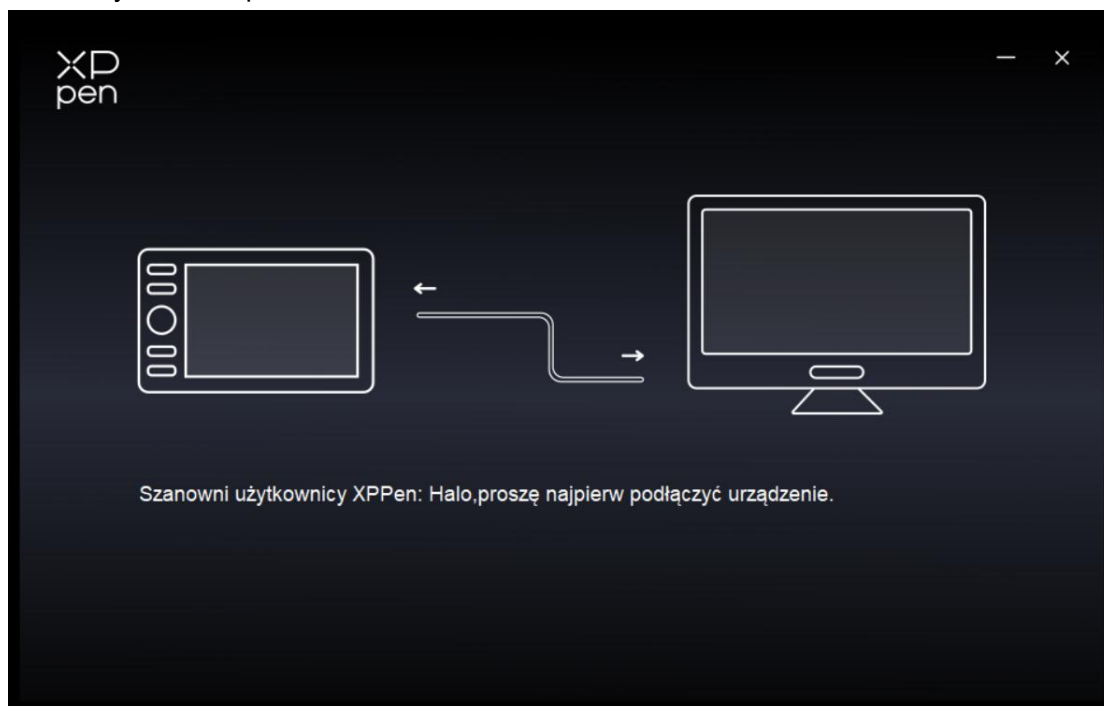 XP
pen
Szanowni użytkownicy XPPen: Halo,proszę najpierw podłączyć urządzenie.